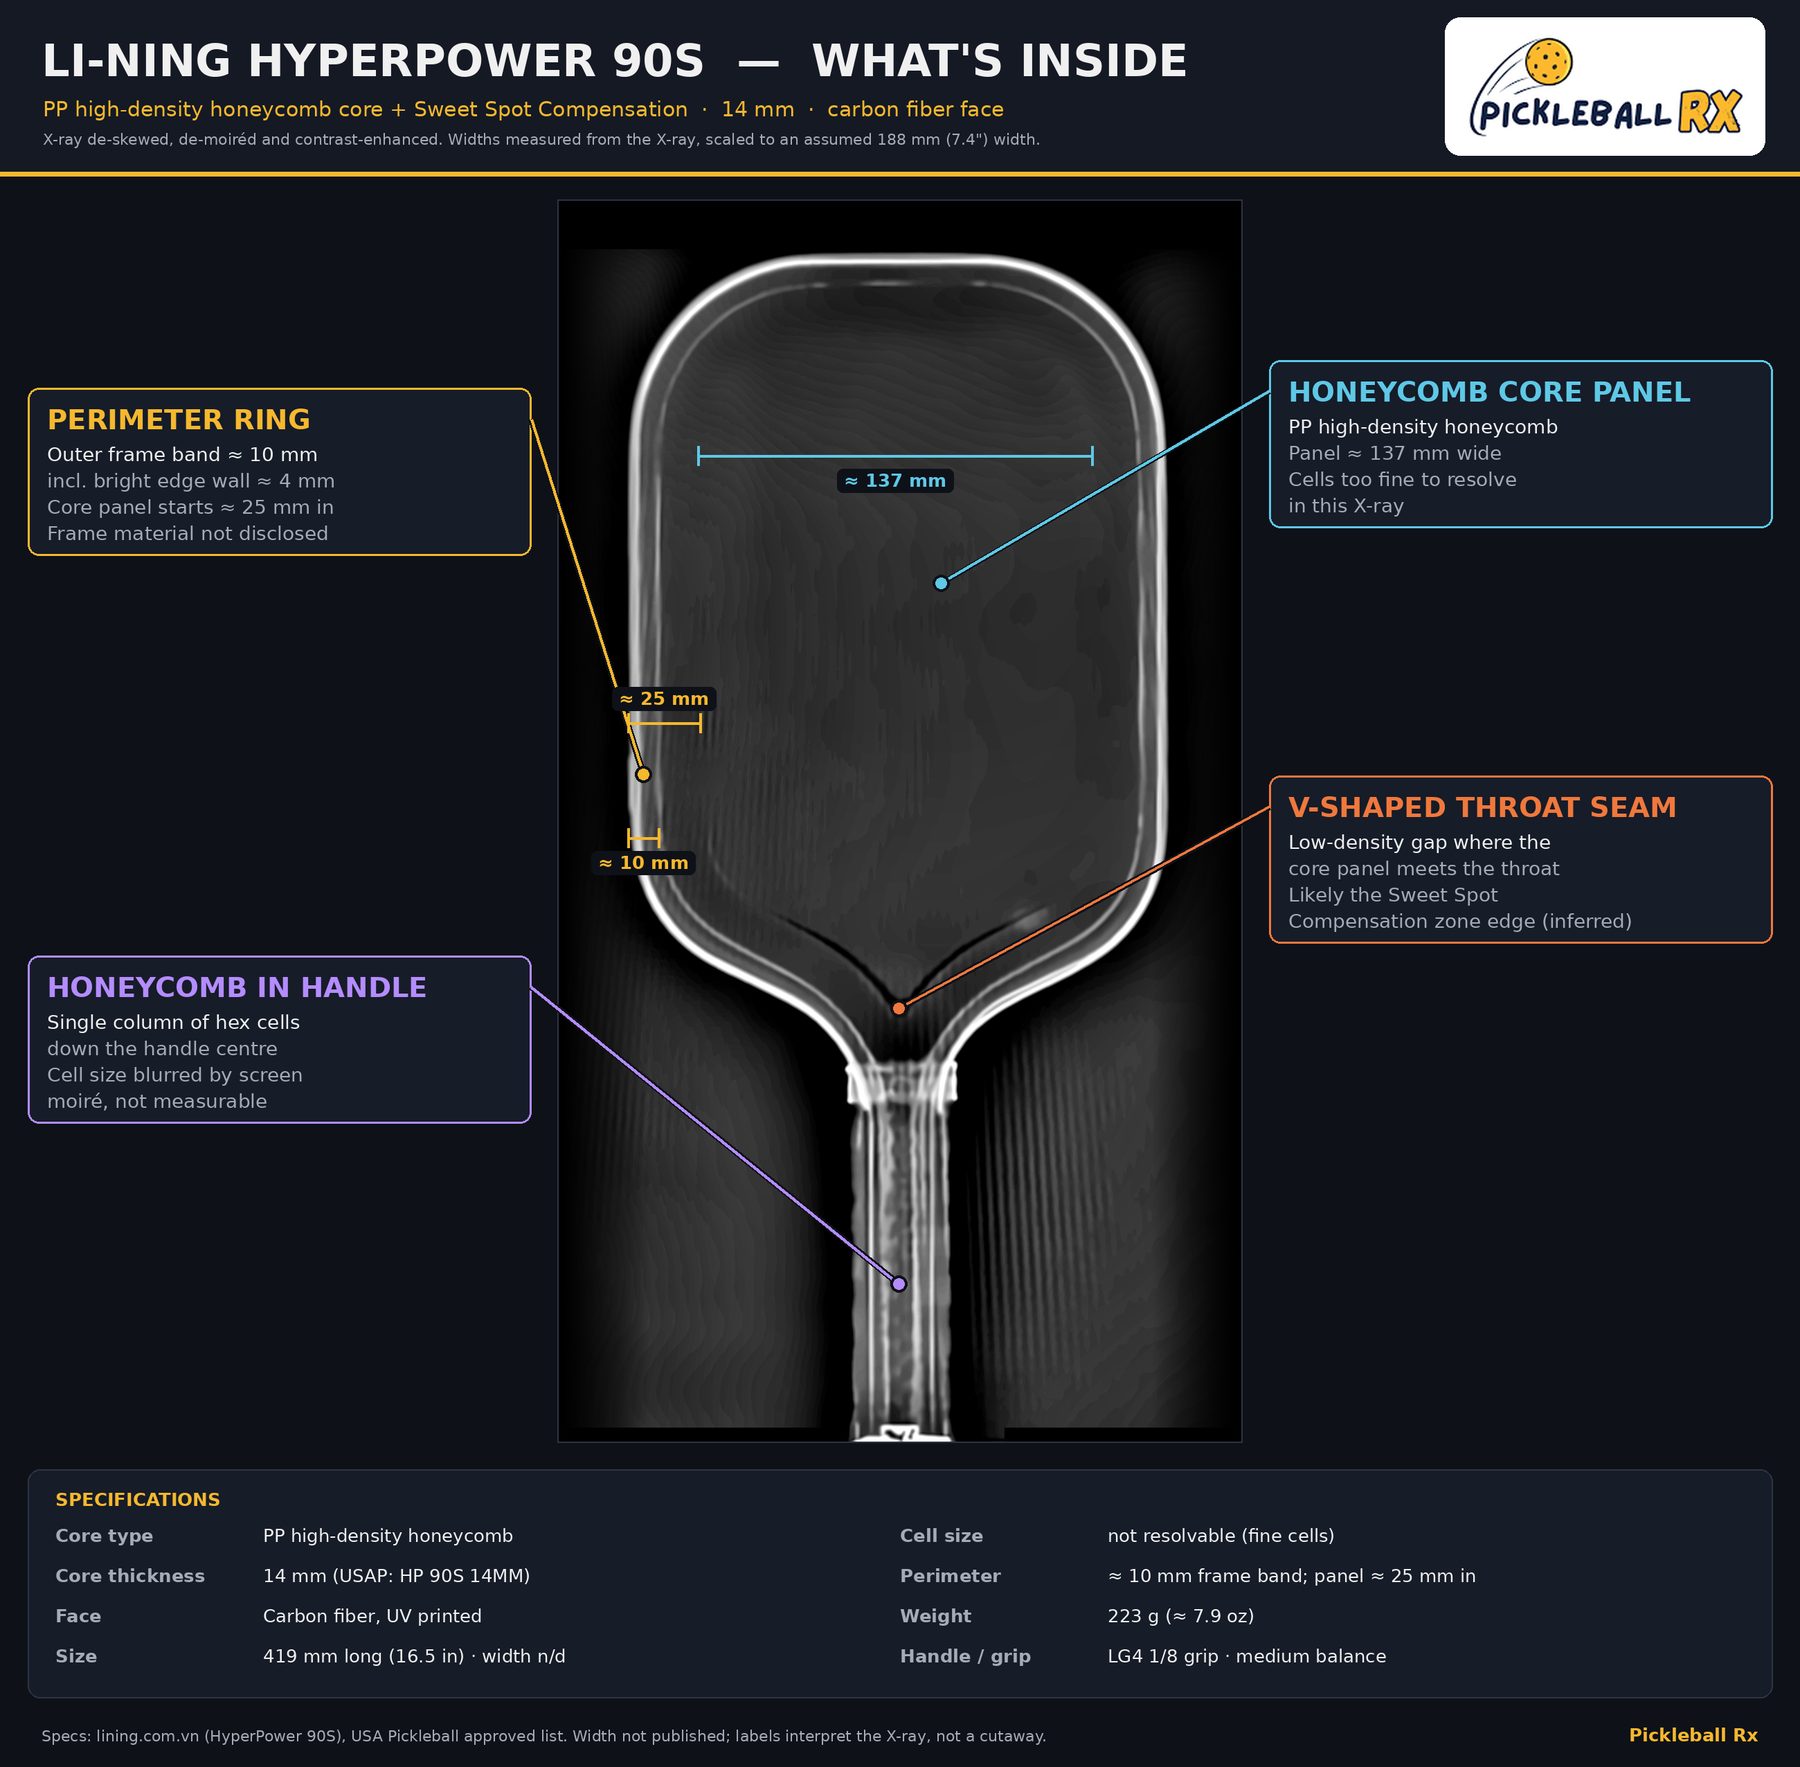 LI-NING HYPERPOWER 90S — WHAT'S INSIDE
PP high-density honeycomb core + Sweet Spot Compensation · 14 mm · carbon fiber face
X-ray de-skewed, de-moiréd and contrast-enhanced. Widths measured from the X-ray, scaled to an assumed 188 mm (7.4") width.
PICKLEBALL RX
PERIMETER RING
Outer frame band ≈ 10 mm
incl. bright edge wall ≈ 4 mm
Core panel starts ≈ 25 mm in
Frame material not disclosed
HONEYCOMB CORE PANEL
PP high-density honeycomb
Panel ≈ 137 mm wide
Cells too fine to resolve
in this X-ray
≈ 137 mm
≈ 25 mm
≈ 10 mm
V-SHAPED THROAT SEAM
Low-density gap where the
core panel meets the throat
Likely the Sweet Spot
Compensation zone edge (inferred)
HONEYCOMB IN HANDLE
Single column of hex cells
down the handle centre
Cell size blurred by screen
moiré, not measurable
SPECIFICATIONS
Core type PP high-density honeycomb
Cell size not resolvable (fine cells)
Core thickness 14 mm (USAP: HP 90S 14MM)
Perimeter ≈ 10 mm frame band; panel ≈ 25 mm in
Face Carbon fiber, UV printed
Weight 223 g (≈ 7.9 oz)
Size 419 mm long (16.5 in) · width n/d
Handle / grip LG4 1/8 grip · medium balance
Specs: lining.com.vn (HyperPower 90S), USA Pickleball approved list. Width not published; labels interpret the X-ray, not a cutaway.
Pickleball Rx